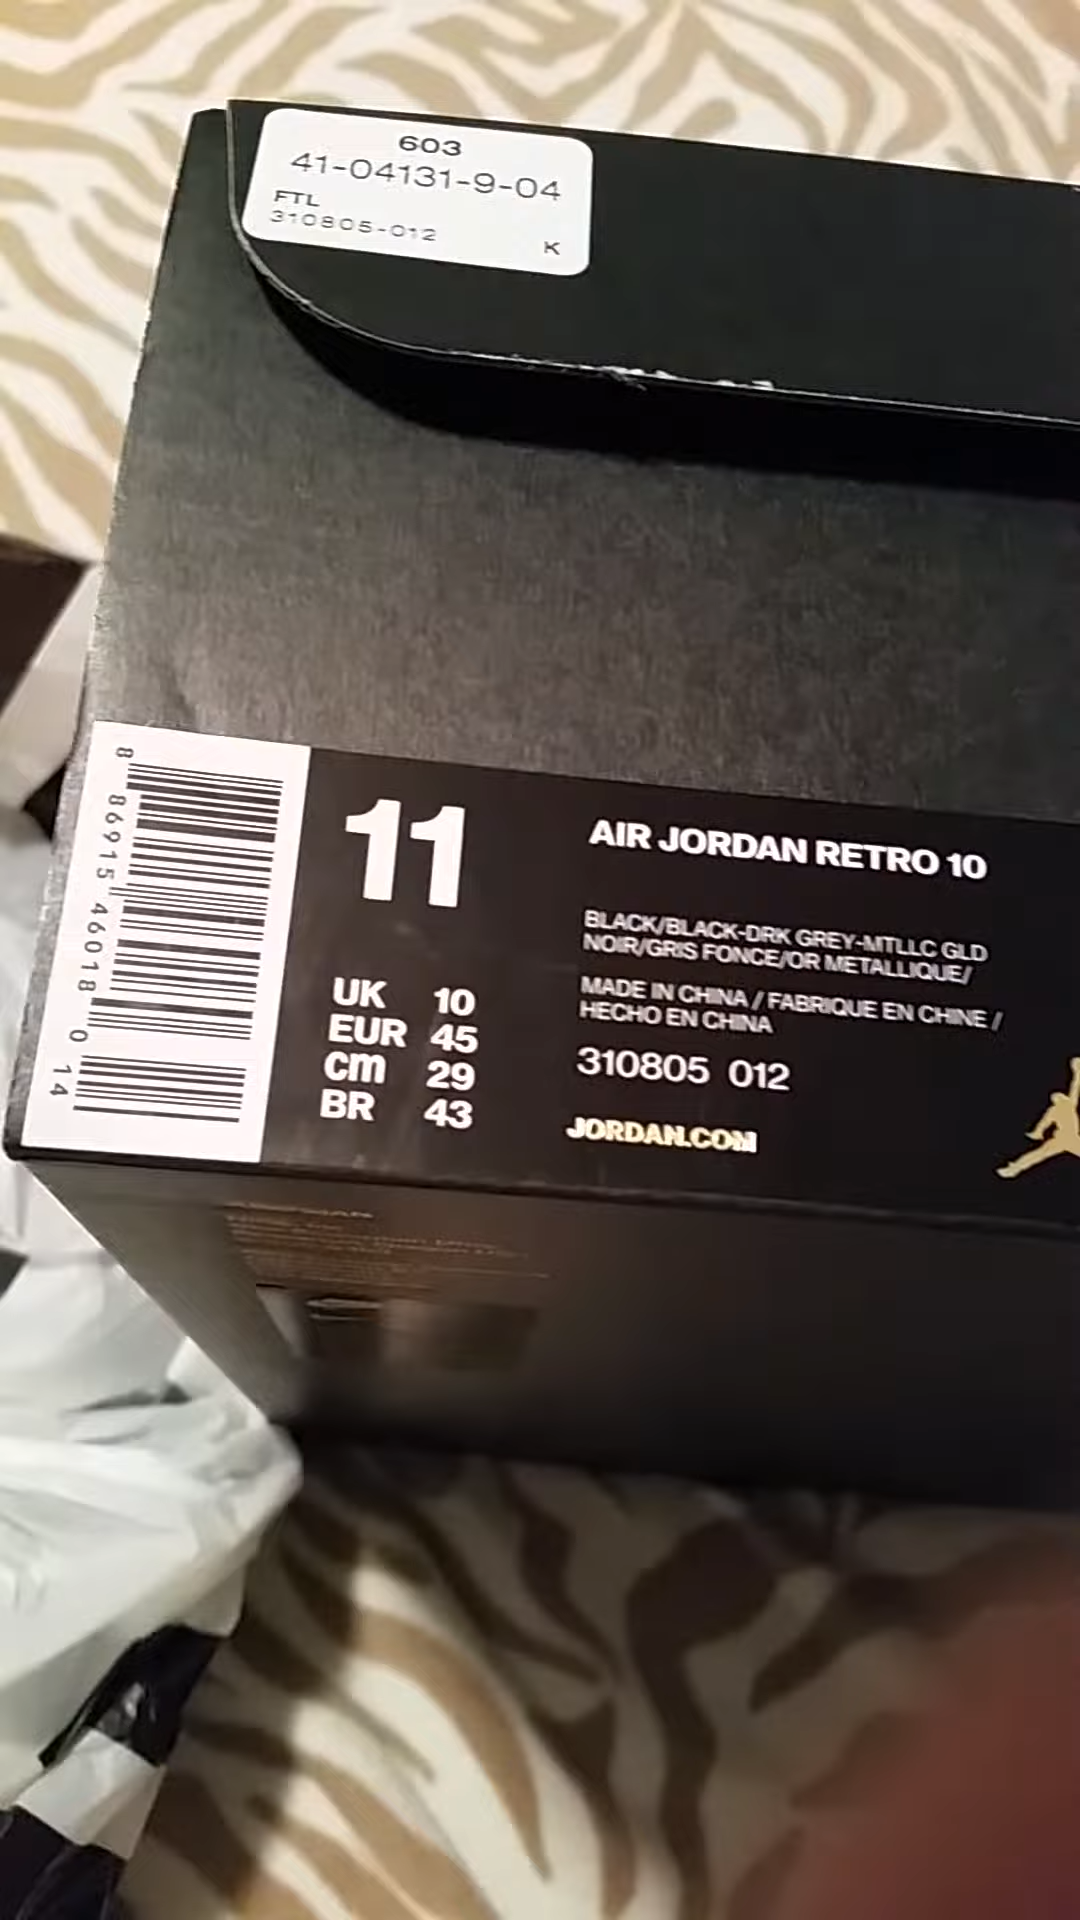 603
41-04131-9-04
FTL
310805-012
K
8 86915 46018 0 14
11
UK 10
EUR 45
cm 29
BR 43
AIR JORDAN RETRO 10
BLACK/BLACK-DRK GREY-MTLLC GLD
NOIR/GRIS FONCE/OR METALLIQUE/
MADE IN CHINA / FABRIQUE EN CHINE /
HECHO EN CHINA
310805 012
JORDAN.COM